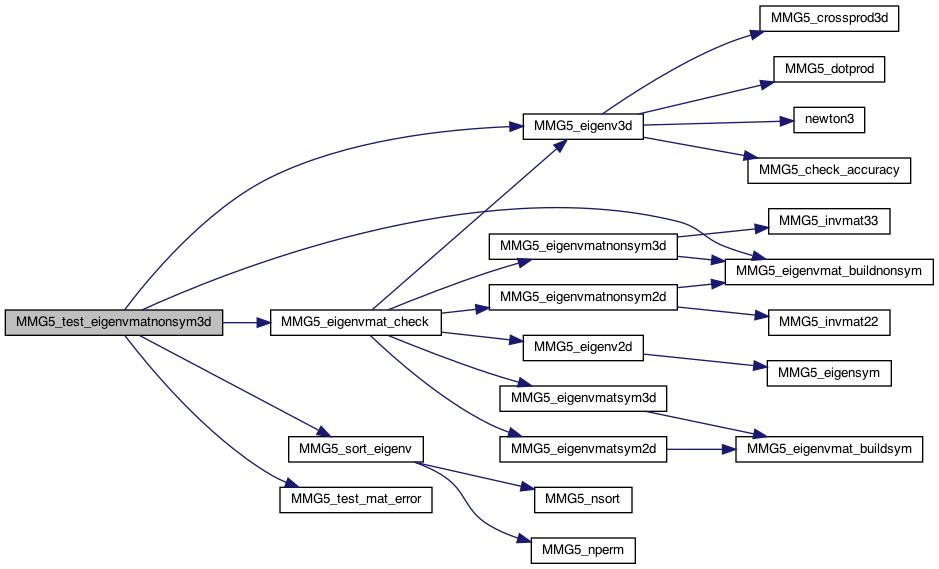 MMG5_crossprod3d
MMG5_dotprod
newton3
MMG5_eigenv3d
MMG5_check_accuracy
MMG5_invmat33
MMG5_eigenvmatnonsym3d
MMG5_eigenvmat_buildnonsym
MMG5_eigenvmatnonsym2d
MMG5_test_eigenvmatnonsym3d
MMG5_eigenvmat_check
MMG5_invmat22
MMG5_eigenv2d
MMG5_eigensym
MMG5_eigenvmatsym3d
MMG5_sort_eigenv
MMG5_eigenvmatsym2d
MMG5_eigenvmat_buildsym
MMG5_test_mat_error
MMG5_nsort
MMG5_nperm